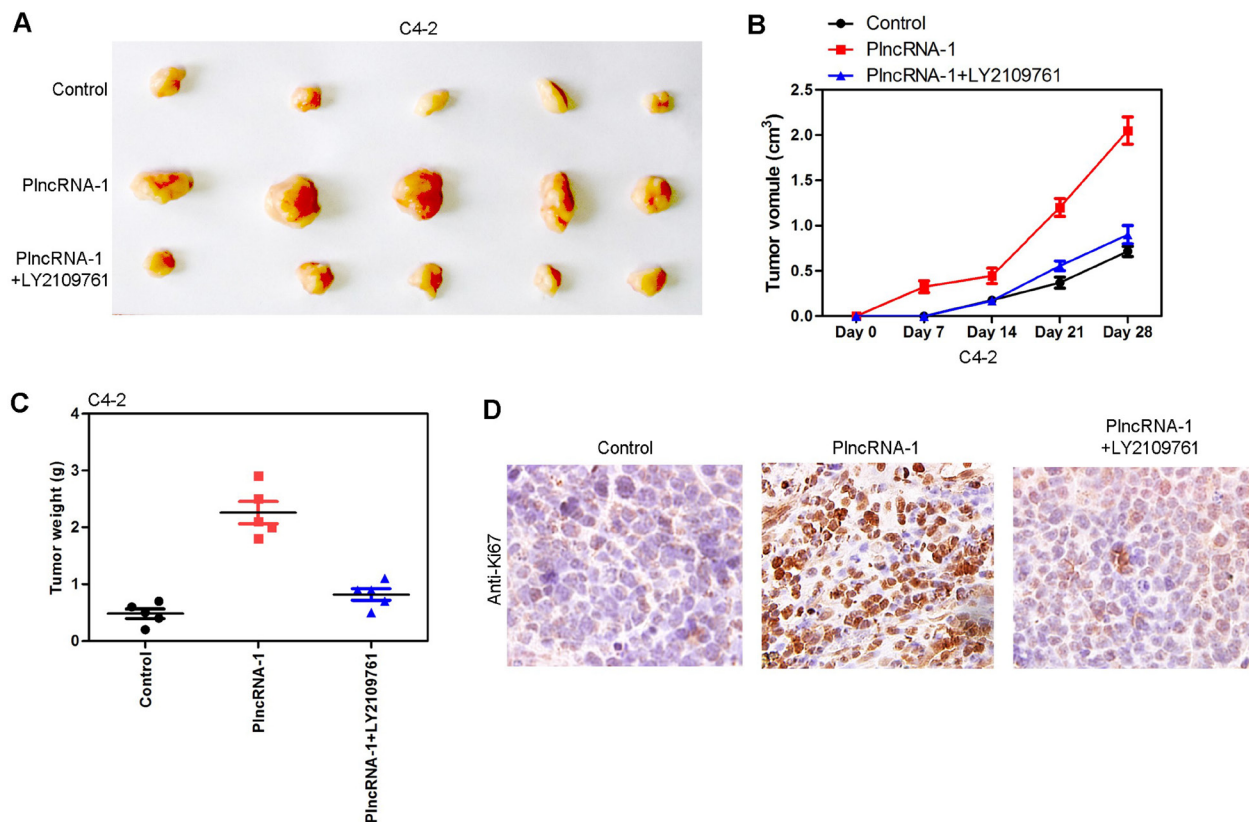 A
C4-2
Control
PlncRNA-1
PlncRNA-1
+LY2109761
B
Control
PlncRNA-1
PlncRNA-1+LY2109761
Tumor vomule (cm³)
2.5
2.0
1.5
1.0
0.5
0.0
Day 0 Day 7 Day 14 Day 21 Day 28
C4-2
C
C4-2
Tumor weight (g)
4
3
2
1
0
Control
PlncRNA-1
PlncRNA-1+LY2109761
D
Control
PlncRNA-1
PlncRNA-1
+LY2109761
Anti-Ki67